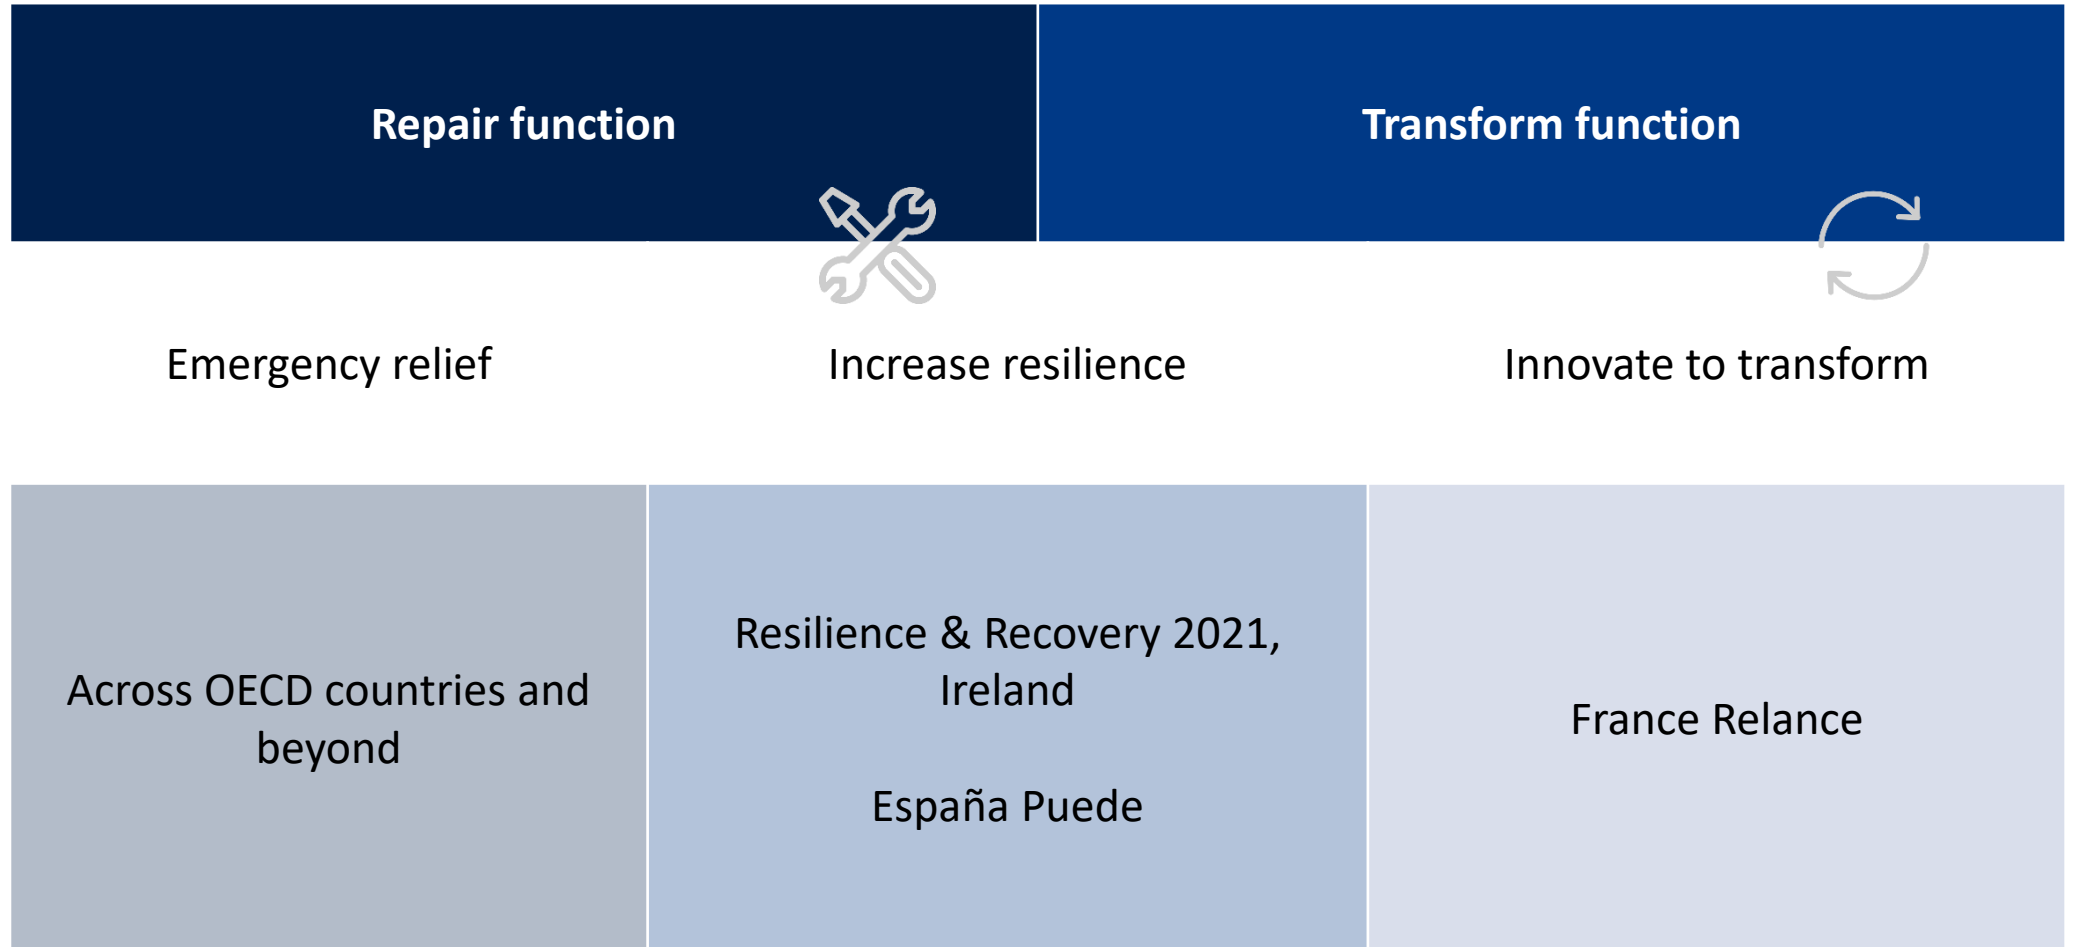 Repair function
Transform function
Emergency relief
Increase resilience
Innovate to transform
Across OECD countries and
beyond
Resilience & Recovery 2021,
Ireland
España Puede
France Relance